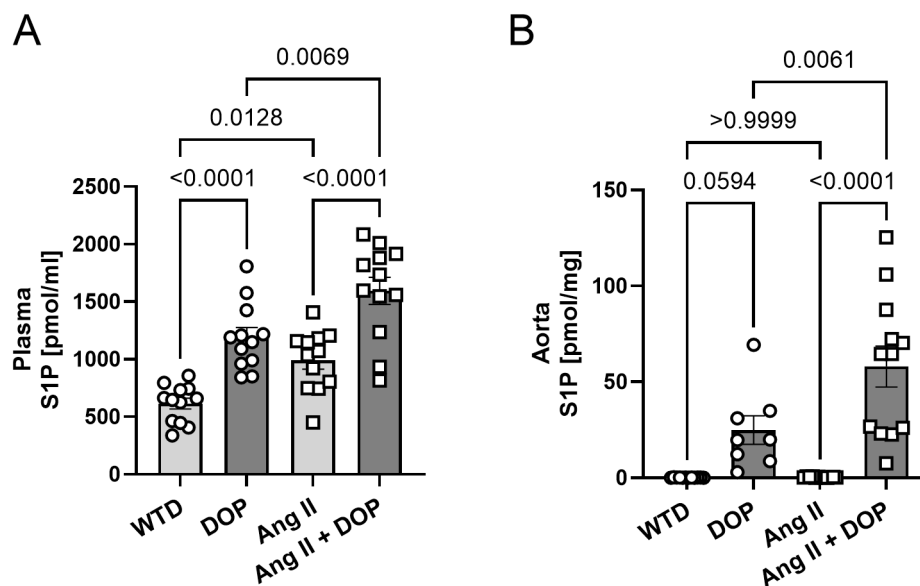 A
0.0069
0.0128
<0.0001
<0.0001
2500
2000
1500
1000
500
0
Plasma
S1P [pmol/ml]
WTD
DOP
Ang II
Ang II + DOP
B
0.0061
>0.9999
0.0594
<0.0001
150
100
50
0
Aorta
S1P [pmol/mg]
WTD
DOP
Ang II
Ang II + DOP